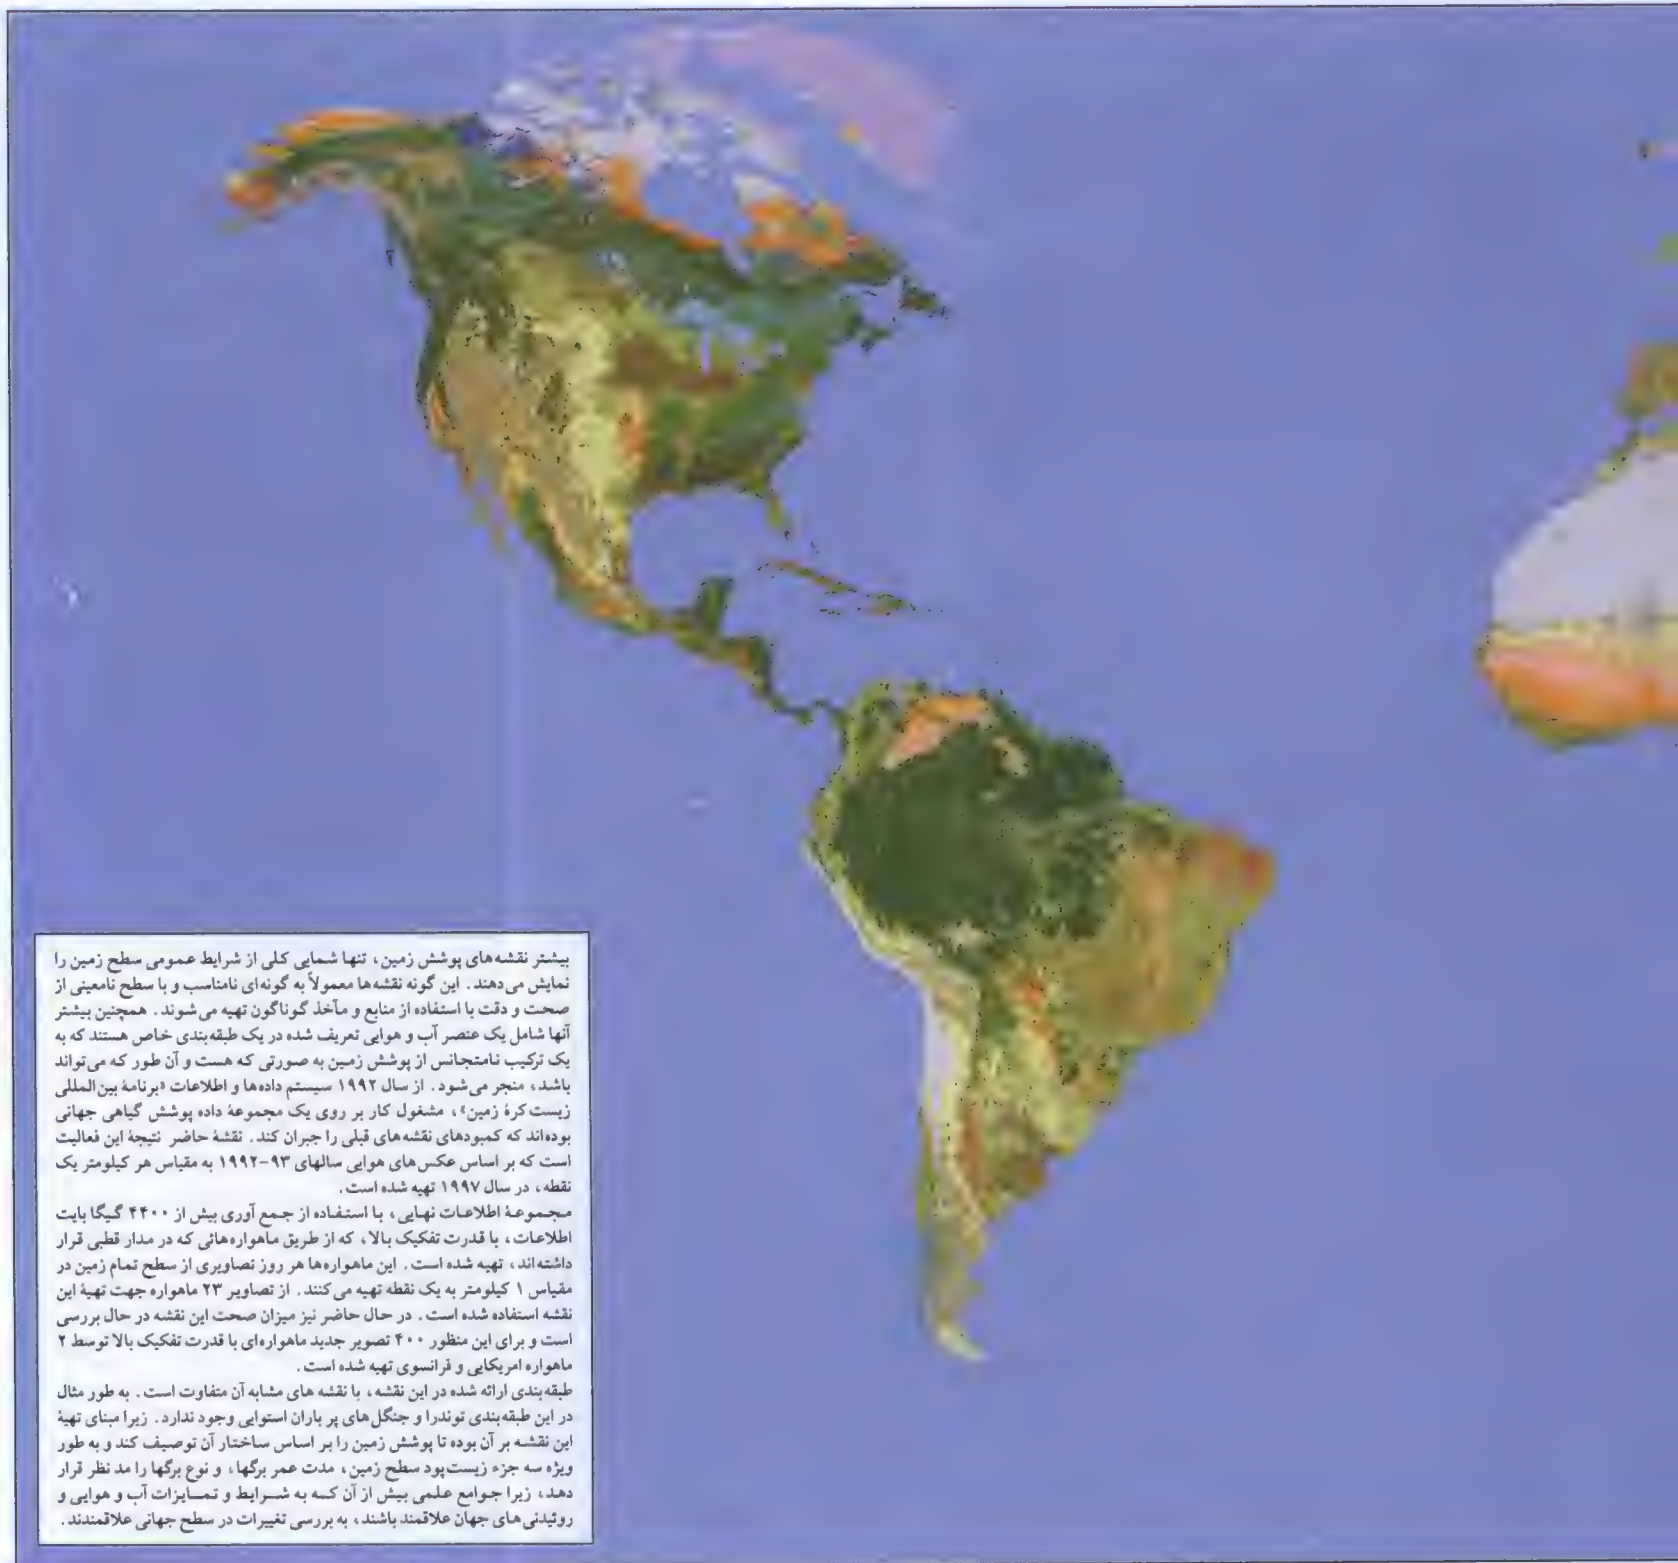 بیشتر نقشه‌های پوشش زمین، تنها شمایی کلی از شرایط عمومی سطح زمین را
نمایش می‌دهند. این گونه نقشه‌ها معمولاً به گونه‌ای نامناسب و با سطح نامعینی از
صحت و دقت با استفاده از منابع و مآخذ گوناگون تهیه می‌شوند. همچنین بیشتر
آنها شامل یک عنصر آب و هوایی تعریف شده در یک طبقه‌بندی خاص هستند که به
یک ترکیب نامتجانس از پوشش زمین به صورتی که هست و آن طور که می‌تواند
باشد، منجر می‌شود. از سال ۱۹۹۲ سیستم داده‌ها و اطلاعات «برنامهٔ بین‌المللی
زیست کرهٔ زمین»، مشغول کار بر روی یک مجموعهٔ داده پوشش گیاهی جهانی
بوده‌اند که کمبودهای نقشه‌های قبلی را جبران کند. نقشهٔ حاضر نتیجهٔ این فعالیت
است که بر اساس عکس‌های هوایی سالهای ۹۳-۱۹۹۲ به مقیاس هر کیلومتر یک
نقطه، در سال ۱۹۹۷ تهیه شده است.
مجموعهٔ اطلاعات نهایی، با استفاده از جمع آوری بیش از ۴۴۰۰ گیگا بایت
اطلاعات، با قدرت تفکیک بالا، که از طریق ماهواره‌هائی که در مدار قطبی قرار
داشته‌اند، تهیه شده است. این ماهواره‌ها هر روز تصاویری از سطح تمام زمین در
مقیاس ۱ کیلومتر به یک نقطه تهیه می‌کنند. از تصاویر ۲۳ ماهواره جهت تهیهٔ این
نقشه استفاده شده است. در حال حاضر نیز میزان صحت این نقشه در حال بررسی
است و برای این منظور ۴۰۰ تصویر جدید ماهواره‌ای با قدرت تفکیک بالا توسط ۲
ماهواره امریکایی و فرانسوی تهیه شده است.
طبقه‌بندی ارائه شده در این نقشه، با نقشه های مشابه آن متفاوت است. به طور مثال
در این طبقه‌بندی توندرا و جنگل‌های پر باران استوایی وجود ندارد. زیرا مبنای تهیهٔ
این نقشه بر آن بوده تا پوشش زمین را بر اساس ساختار آن توصیف کند و به طور
ویژه سه جزء زیست‌پود سطح زمین، مدت عمر برگها، و نوع برگها را مد نظر قرار
دهد، زیرا جوامع علمی بیش از آن کـه به شـرایط و تمـایزات آب و هوایی و
روئیدنی‌های جهان علاقمند باشند، به بررسی تغییرات در سطح جهانی علاقمندند.